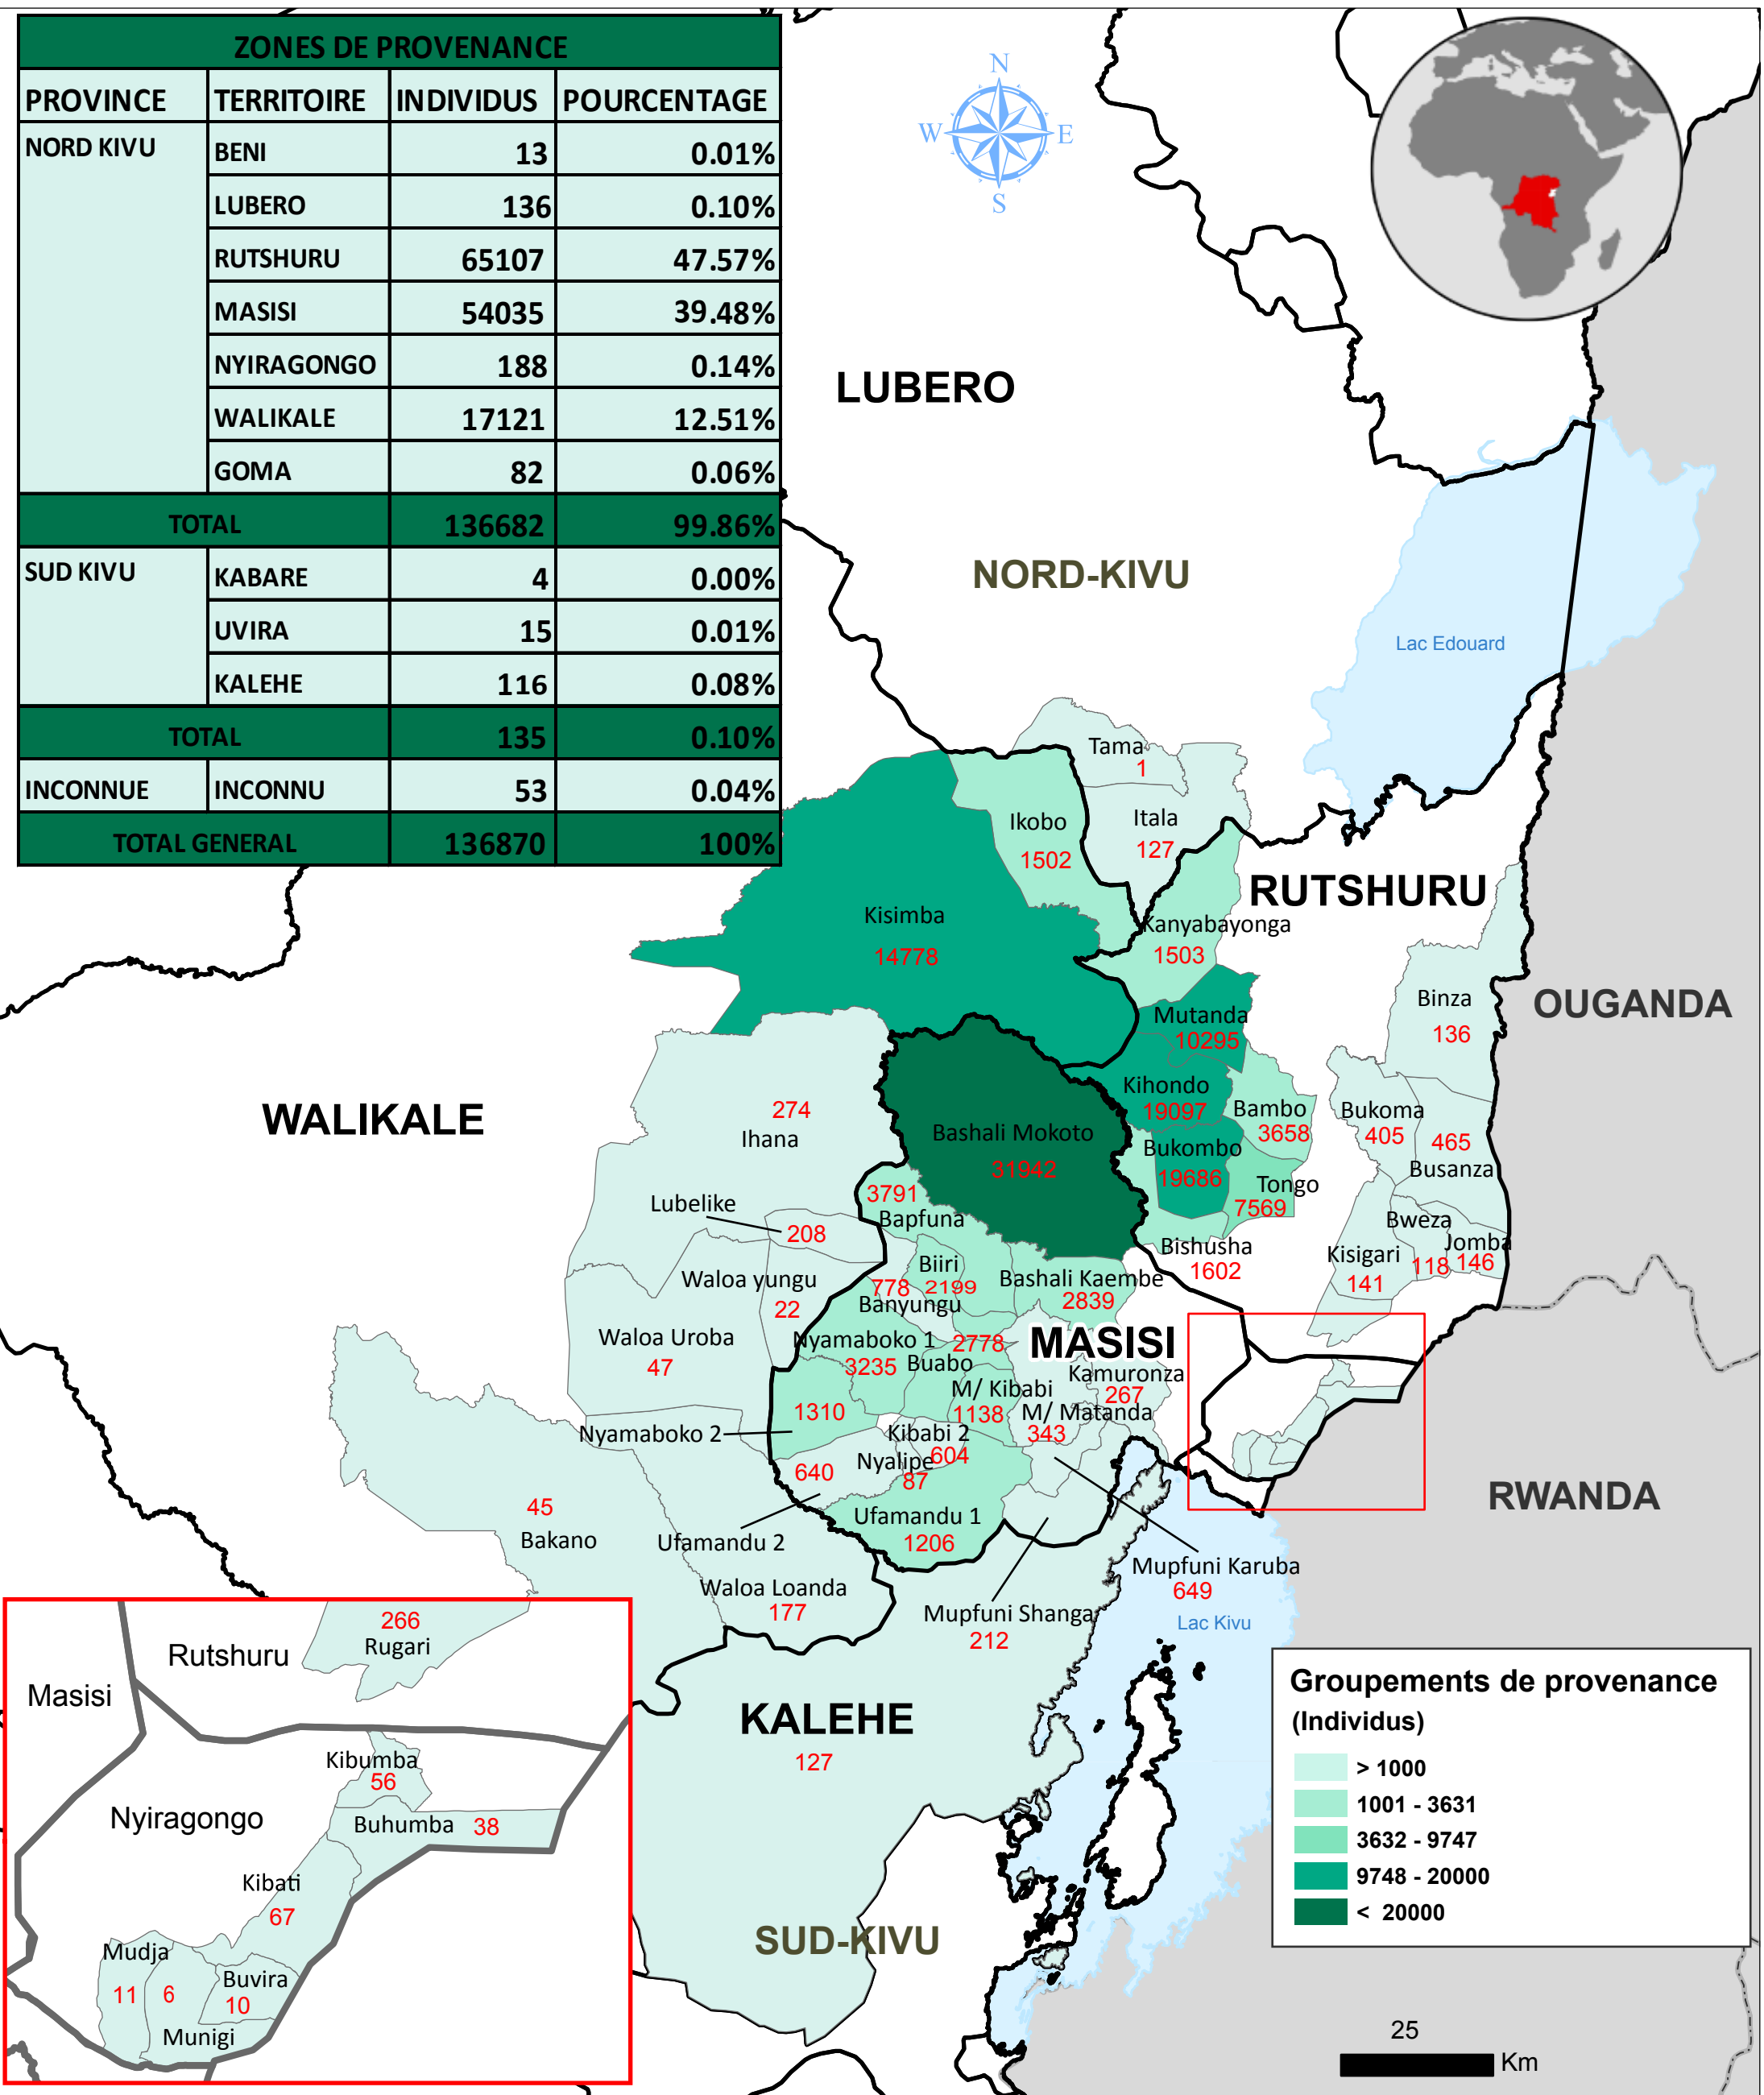 ZONES DE PROVENANCE
PROVINCE TERRITOIRE INDIVIDUS POURCENTAGE
NORD KIVU BENI 13 0.01%
LUBERO 136 0.10%
RUTSHURU 65107 47.57%
MASISI 54035 39.48%
NYIRAGONGO 188 0.14%
WALIKALE 17121 12.51%
GOMA 82 0.06%
TOTAL 136682 99.86%
SUD KIVU KABARE 4 0.00%
UVIRA 15 0.01%
KALEHE 116 0.08%
TOTAL 135 0.10%
INCONNUE INCONNU 53 0.04%
TOTAL GENERAL 136870 100%
N
W E
S
LUBERO
NORD-KIVU
Lac Edouard
Tama
1
Ikobo
1502
Itala
127
RUTSHURU
Kisimba
14778
Kanyabayonga
1503
Binza
136
OUGANDA
Mutanda
10295
WALIKALE
274
Ihana
Kihondo
19097
Bambo
3658
Bukoma
405
465
Busanza
Bashali Mokoto
31942
Bukombo
19686
Tongo
7569
3791
Bapfuna
Lubelike
208
Bweza
118
Jomba
146
Bishusha
1602
Kisigari
141
Biiri
2199
Bashali Kaembe
2839
Waloa yungu
22
778
Banyungu
Waloa Uroba
47
Nyamaboko 1
3235
2778
Buabo
MASISI
Kamuronza
267
M/ Kibabi
1138
M/ Matanda
343
1310
Nyamaboko 2
Kibabi 2
604
Nyalipe
87
640
Ufamandu 2
Ufamandu 1
1206
45
Bakano
RWANDA
Waloa Loanda
177
Mupfuni Karuba
649
Mupfuni Shanga
212
Lac Kivu
KALEHE
127
SUD-KIVU
266
Rugari
Rutshuru
Masisi
Kibumba
56
Nyiragongo
Buhumba 38
Kibati
67
Mudja
11
6
Munigi
Buvira
10
Groupements de provenance
(Individus)
> 1000
1001 - 3631
3632 - 9747
9748 - 20000
< 20000
25
Km